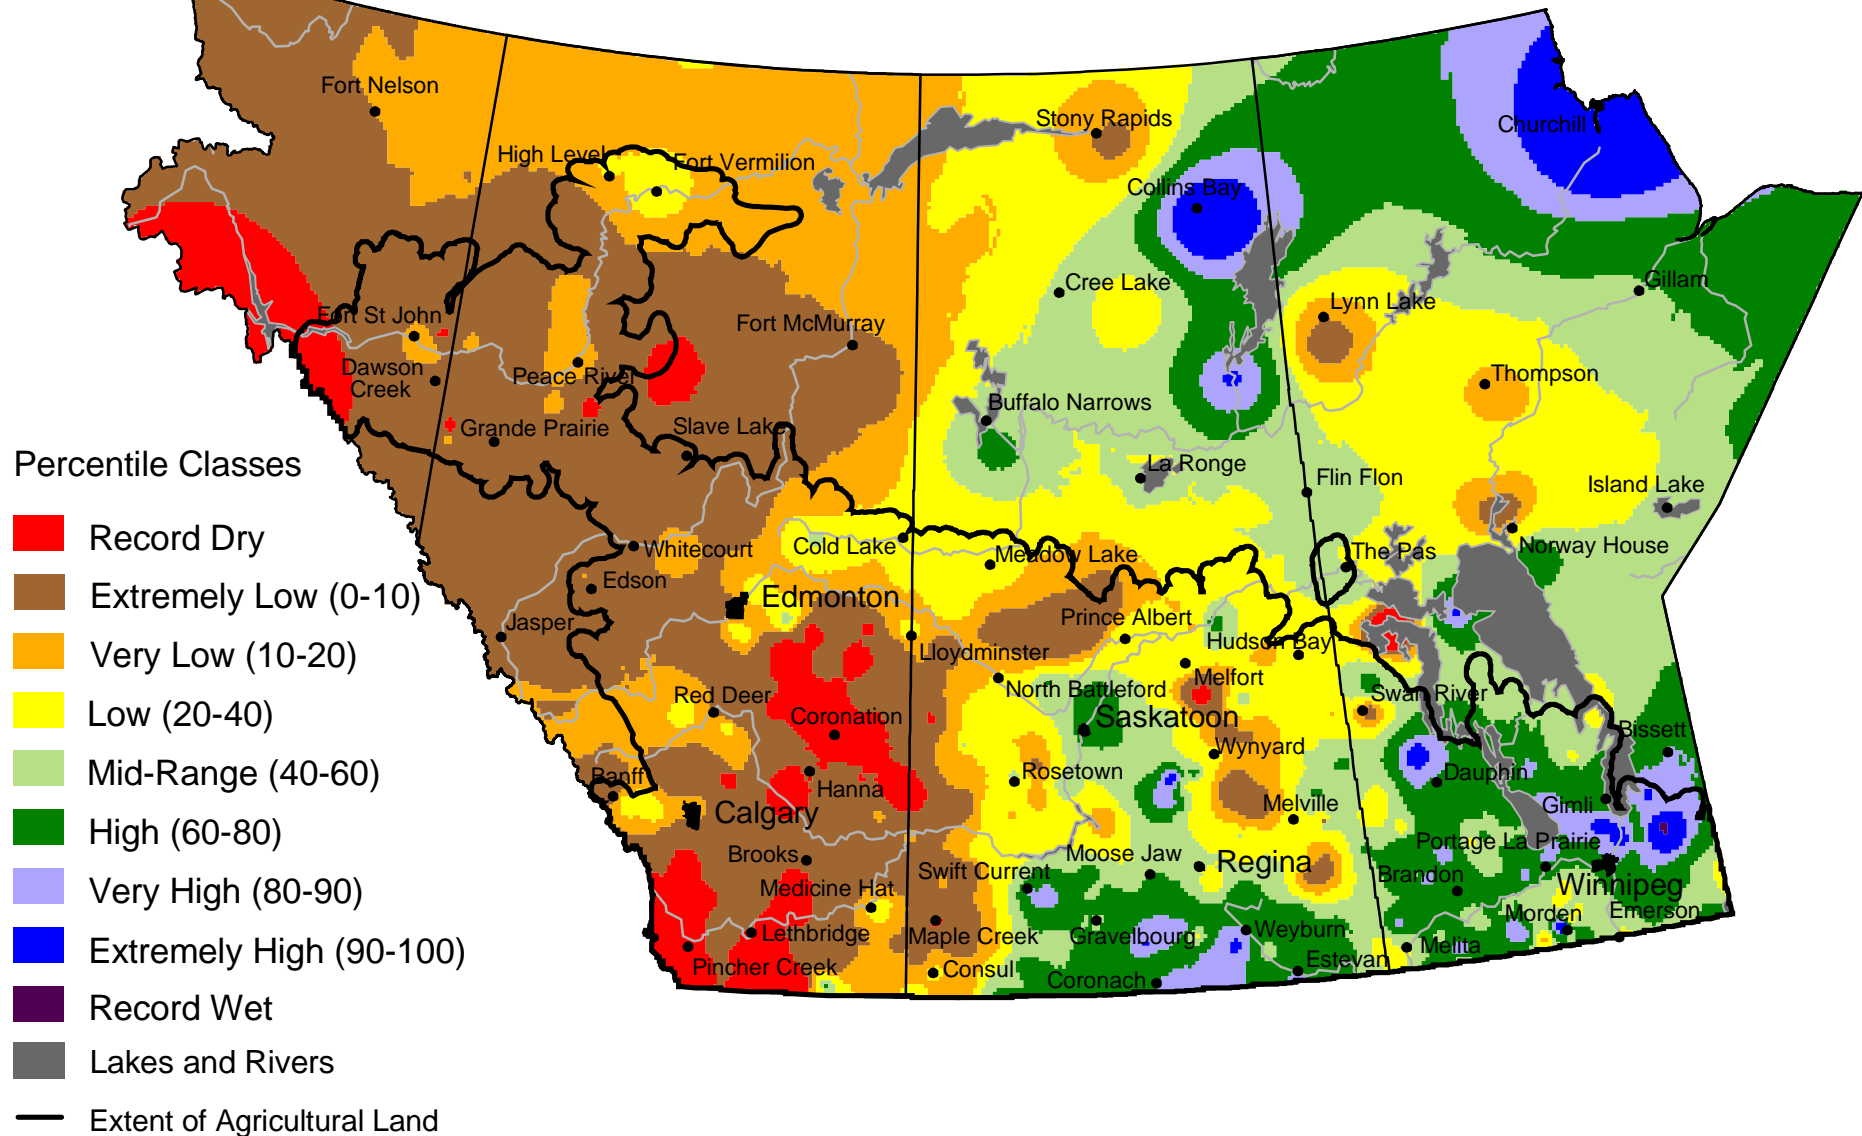 Fort Nelson
High Level
Fort Vermilion
Stony Rapids
Churchill
Collins Bay
Cree Lake
Gillam
Fort St John
Fort McMurray
Lynn Lake
Dawson
Creek
Peace River
Thompson
Buffalo Narrows
Grande Prairie
Slave Lake
La Ronge
Flin Flon
Island Lake
Whitecourt
Cold Lake
Meadow Lake
The Pas
Norway House
Edson
Edmonton
Jasper
Prince Albert
Hudson Bay
Lloydminster
Red Deer
North Battleford
Melfort
Swan River
Coronation
Saskatoon
Wynyard
Bissett
Banff
Hanna
Rosetown
Dauphin
Calgary
Melville
Gimli
Brooks
Moose Jaw
Regina
Portage La Prairie
Medicine Hat
Swift Current
Brandon
Winnipeg
Lethbridge
Maple Creek
Gravelbourg
Weyburn
Morden
Emerson
Pincher Creek
Consul
Coronach
Estevan
Melita
Percentile Classes
Record Dry
Extremely Low (0-10)
Very Low (10-20)
Low (20-40)
Mid-Range (40-60)
High (60-80)
Very High (80-90)
Extremely High (90-100)
Record Wet
Lakes and Rivers
Extent of Agricultural Land